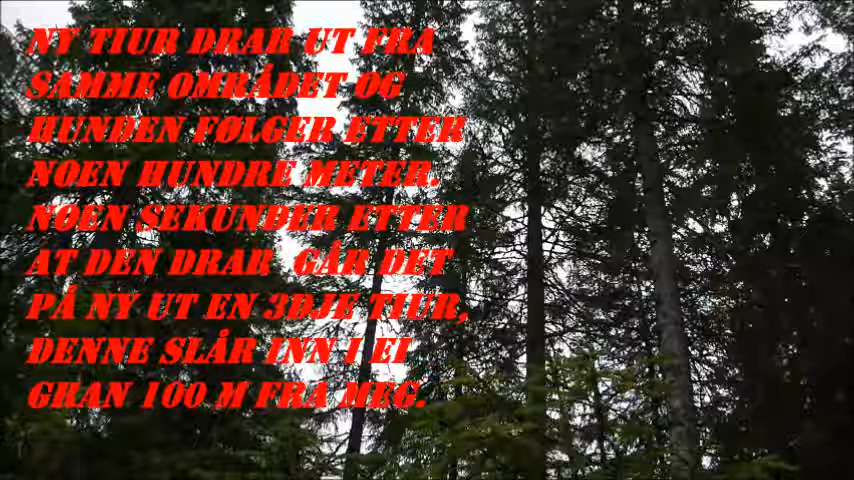 NY TIUR DRAR UT FRA
SAMME OMRÅDET OG
HUNDEN FØLGER ETTER
NOEN HUNDRE METER.
NOEN SEKUNDER ETTER
AT DEN DRAR GÅR DET
PÅ NY UT EN 3DJE TIUR,
DENNE SLÅR INN I EI
GRAN 100 M FRA MEG.